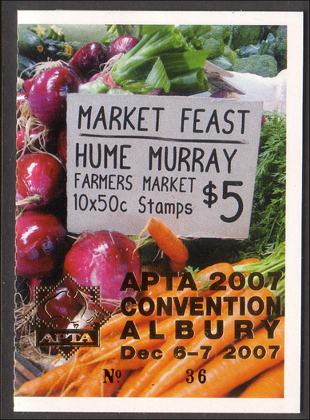 MARKET FEAST
HUME MURRAY
FARMERS MARKET
10x50c Stamps
$5
APTA 2007
CONVENTION
ALBURY
Dec 6-7 2007
APTA
No 36